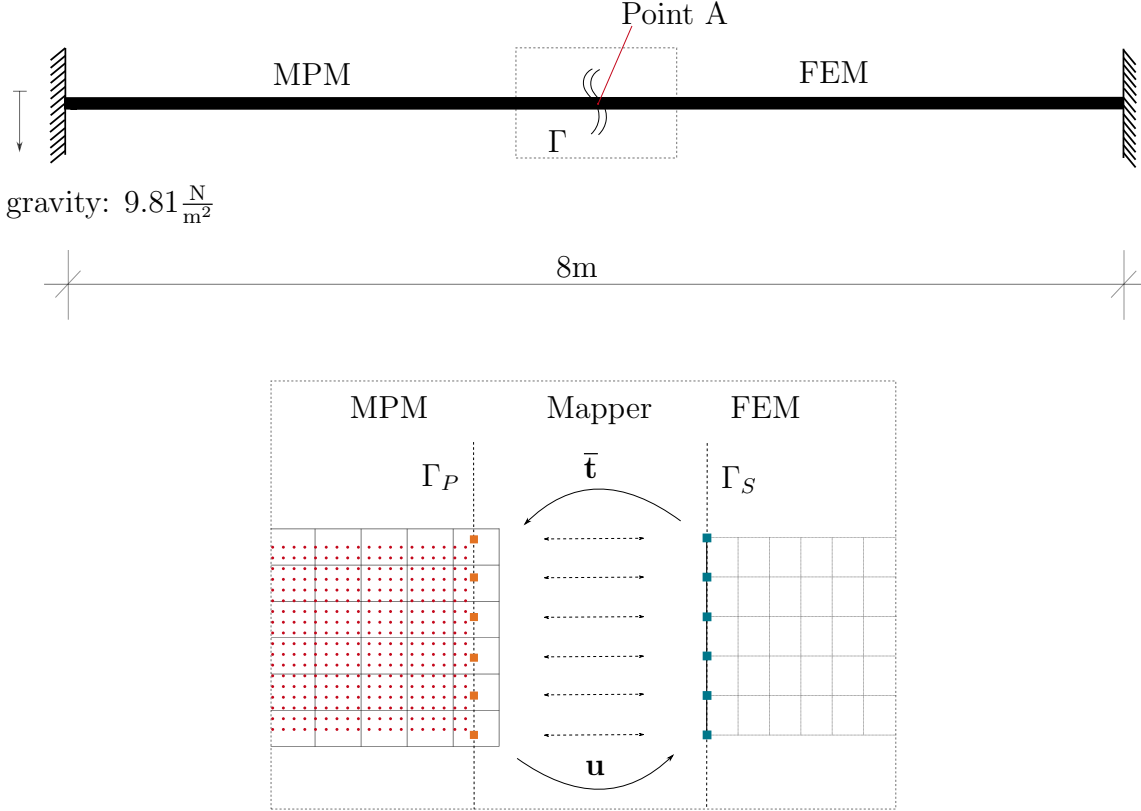 Point A
MPM
FEM
Γ
gravity: 9.81 N/m²
8m
MPM Mapper FEM
t̄
Γ_P
Γ_S
u